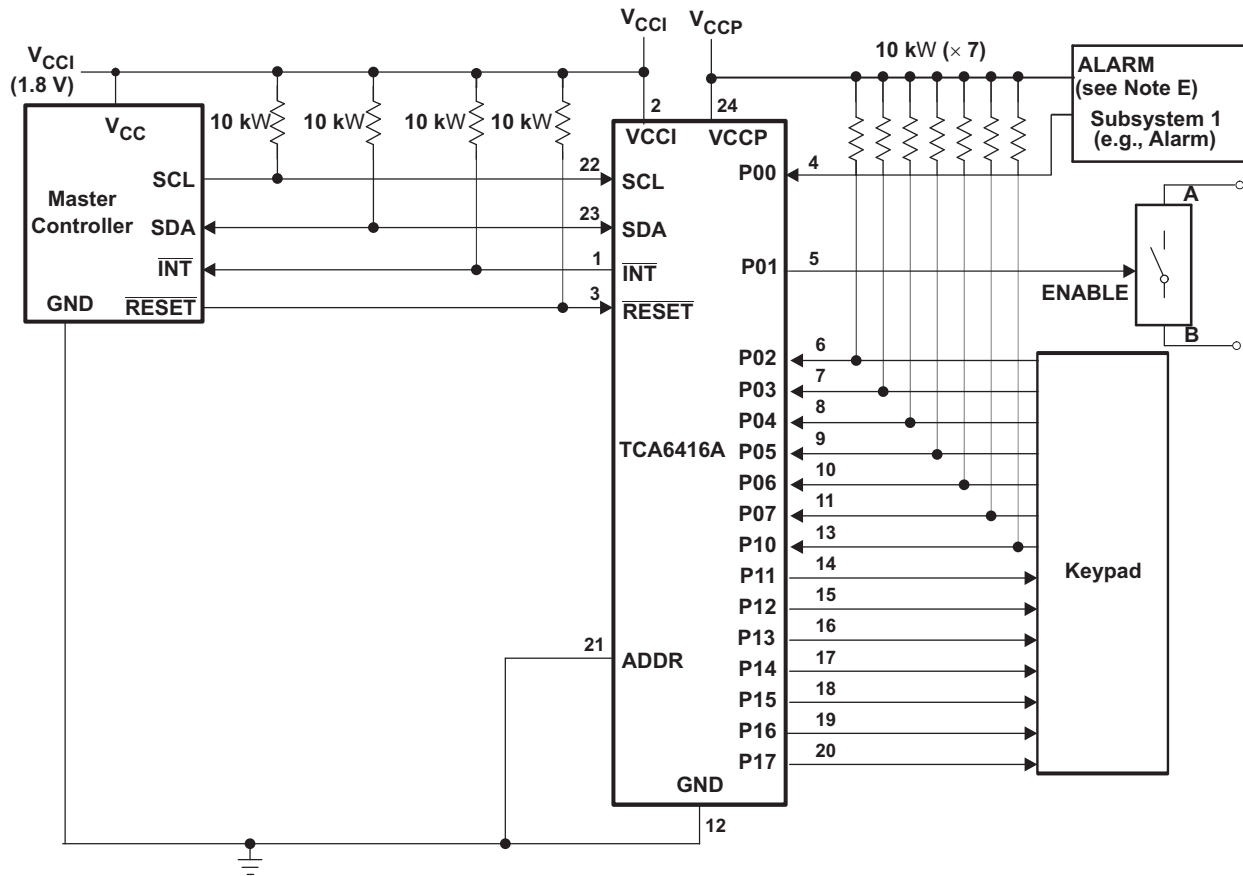 VCCI
VCCP
VCCI
(1.8 V)
10 kW (× 7)
ALARM
(see Note E)
Subsystem 1
(e.g., Alarm)
VCC
10 kW
10 kW
10 kW
10 kW
2
24
VCCI
VCCP
Master
Controller
SCL
22
SCL
P00
4
SDA
23
SDA
A
INT
1
INT
P01
5
ENABLE
GND
RESET
3
RESET
B
P02
6
P03
7
P04
8
P05
9
TCA6416A
P06
10
P07
11
P10
13
Keypad
P11
14
P12
15
P13
16
21
ADDR
P14
17
P15
18
P16
19
P17
20
GND
12